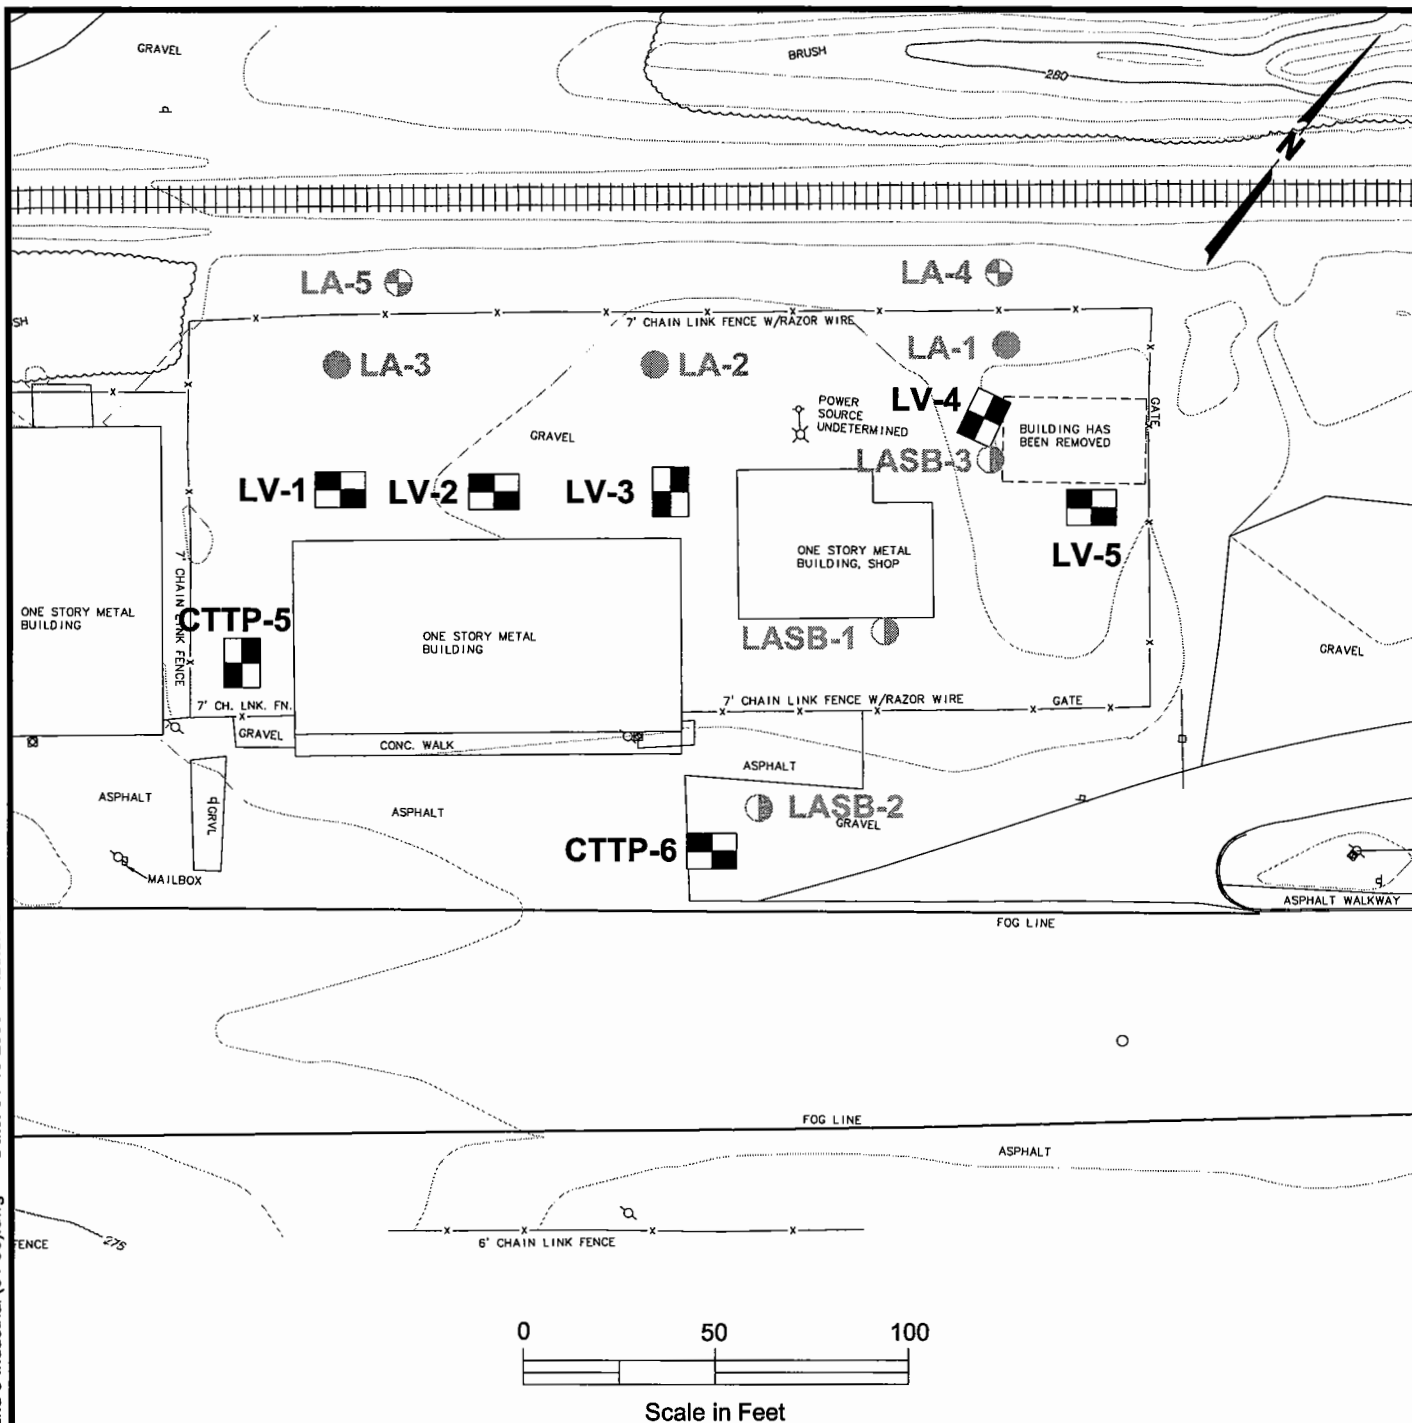 GRAVEL
BRUSH
280
N
LA-5
LA-4
SH
7' CHAIN LINK FENCE W/RAZOR WIRE
LA-3
LA-2
LA-1
LV-4
GATE
POWER
SOURCE
UNDETERMINED
BUILDING HAS
BEEN REMOVED
GRAVEL
LASB-3
LV-1
LV-2
LV-3
LV-5
7' CHAIN LINK FENCE
ONE STORY METAL
BUILDING, SHOP
ONE STORY METAL
BUILDING
CTTP-5
ONE STORY METAL
BUILDING
LASB-1
GRAVEL
7' CH. LNK. FN.
7' CHAIN LINK FENCE W/RAZOR WIRE
GATE
GRAVEL
CONC. WALK
ASPHALT
ASPHALT
GRVL
ASPHALT
LASB-2
GRAVEL
CTTP-6
MAILBOX
ASPHALT WALKWAY
FOG LINE
FOG LINE
ASPHALT
FENCE
275
6' CHAIN LINK FENCE
0
50
100
Scale in Feet